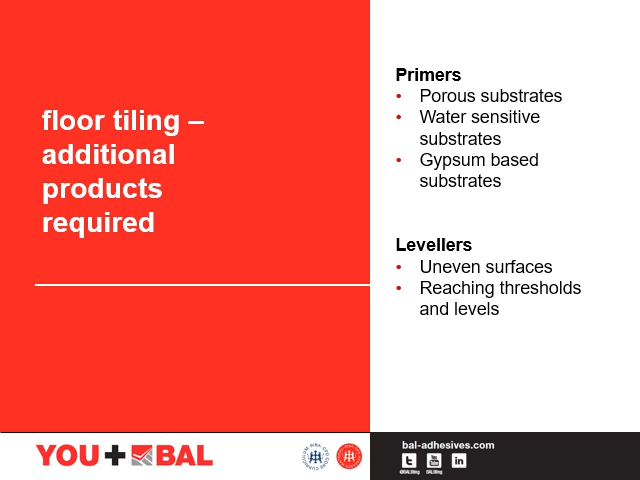 floor tiling –
additional
products
required
Primers
• Porous substrates
• Water sensitive
substrates
• Gypsum based
substrates
Levellers
• Uneven surfaces
• Reaching thresholds
and levels
YOU + BAL
bal-adhesives.com